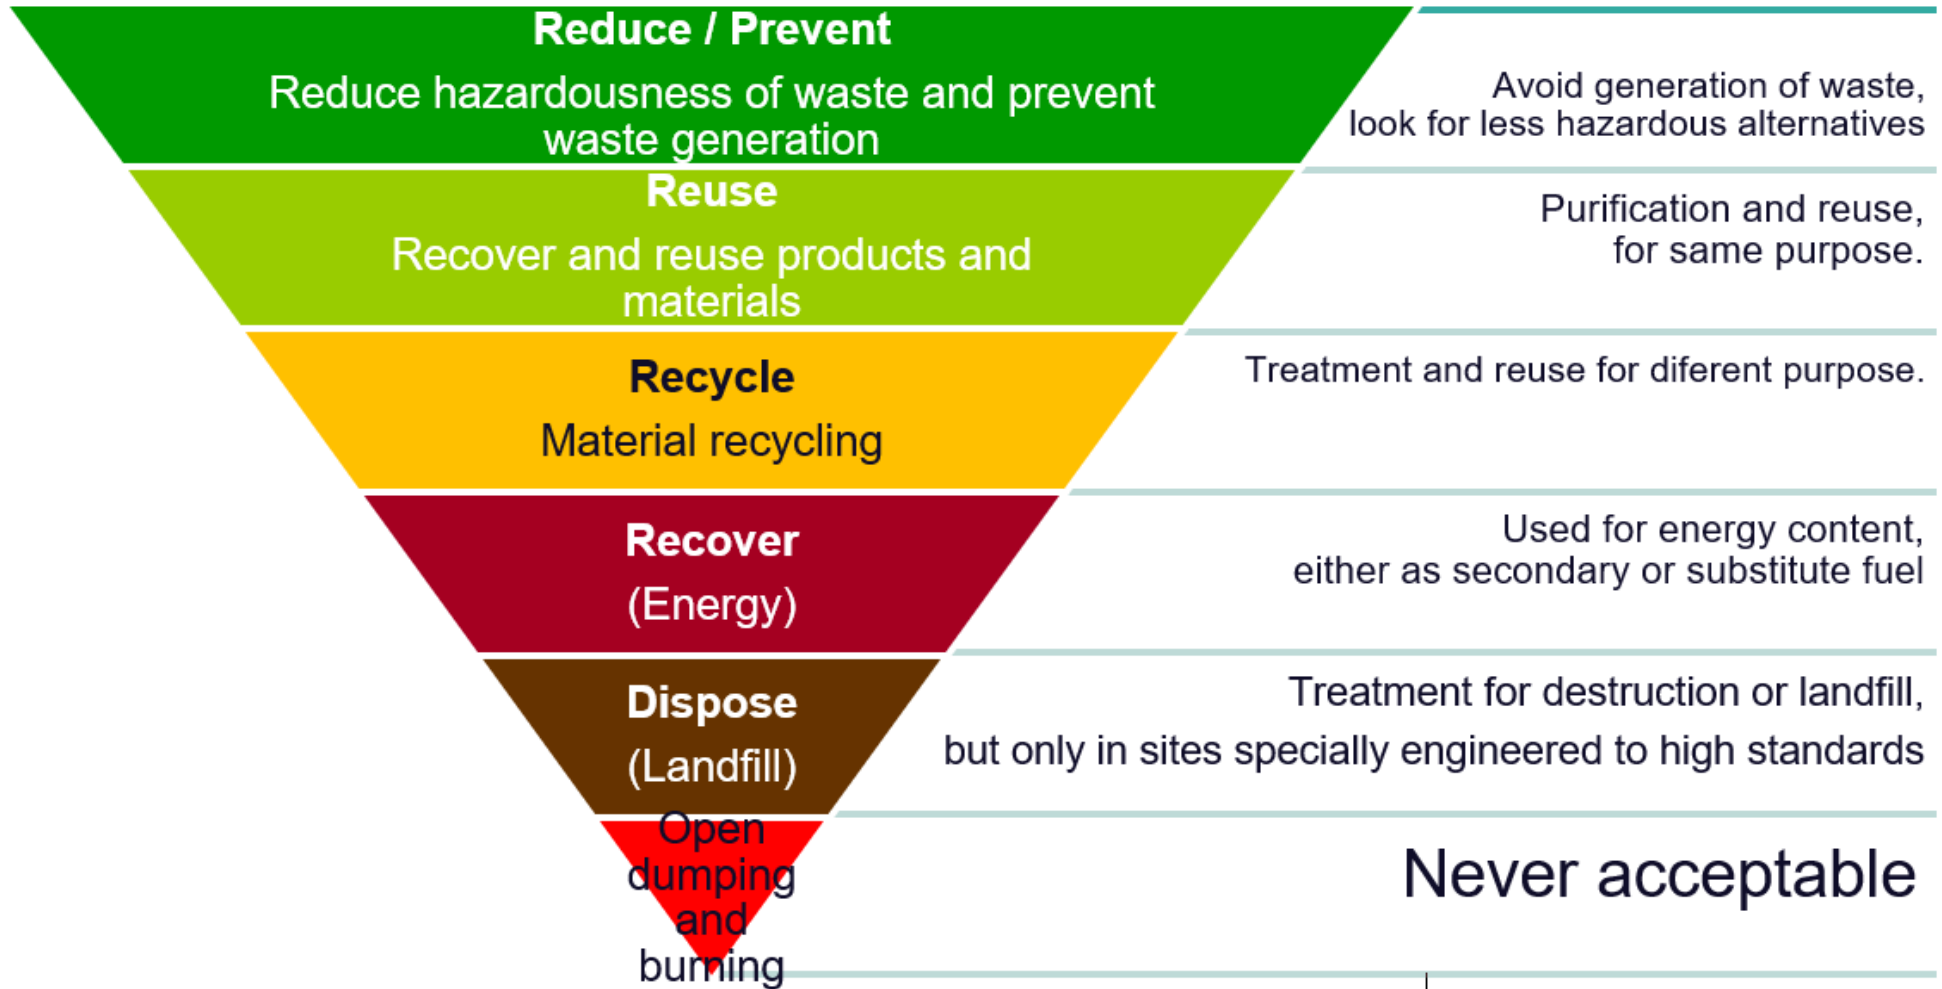 Reduce / Prevent
Reduce hazardousness of waste and prevent
waste generation
Avoid generation of waste,
look for less hazardous alternatives
Reuse
Recover and reuse products and
materials
Purification and reuse,
for same purpose.
Recycle
Material recycling
Treatment and reuse for diferent purpose.
Recover
(Energy)
Used for energy content,
either as secondary or substitute fuel
Dispose
(Landfill)
Treatment for destruction or landfill,
but only in sites specially engineered to high standards
Open
dumping
and
burning
Never acceptable